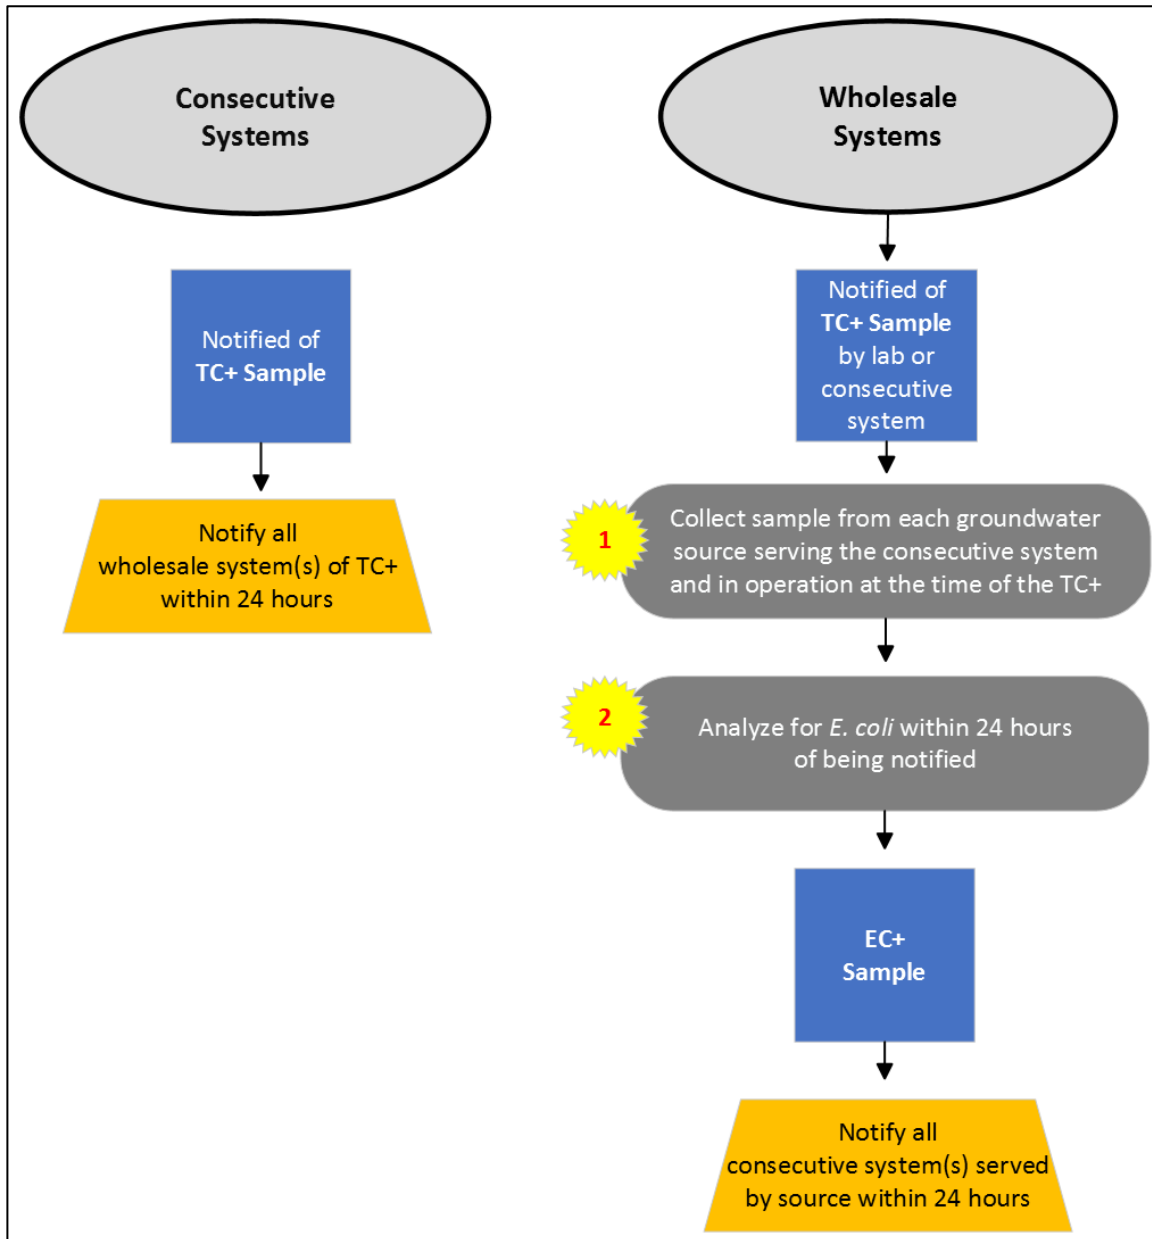 Consecutive
Systems
Notified of
TC+ Sample
Notify all
wholesale system(s) of TC+
within 24 hours
Wholesale
Systems
Notified of
TC+ Sample
by lab or
consecutive
system
1
Collect sample from each groundwater
source serving the consecutive system
and in operation at the time of the TC+
2
Analyze for E. coli within 24 hours
of being notified
EC+
Sample
Notify all
consecutive system(s) served
by source within 24 hours